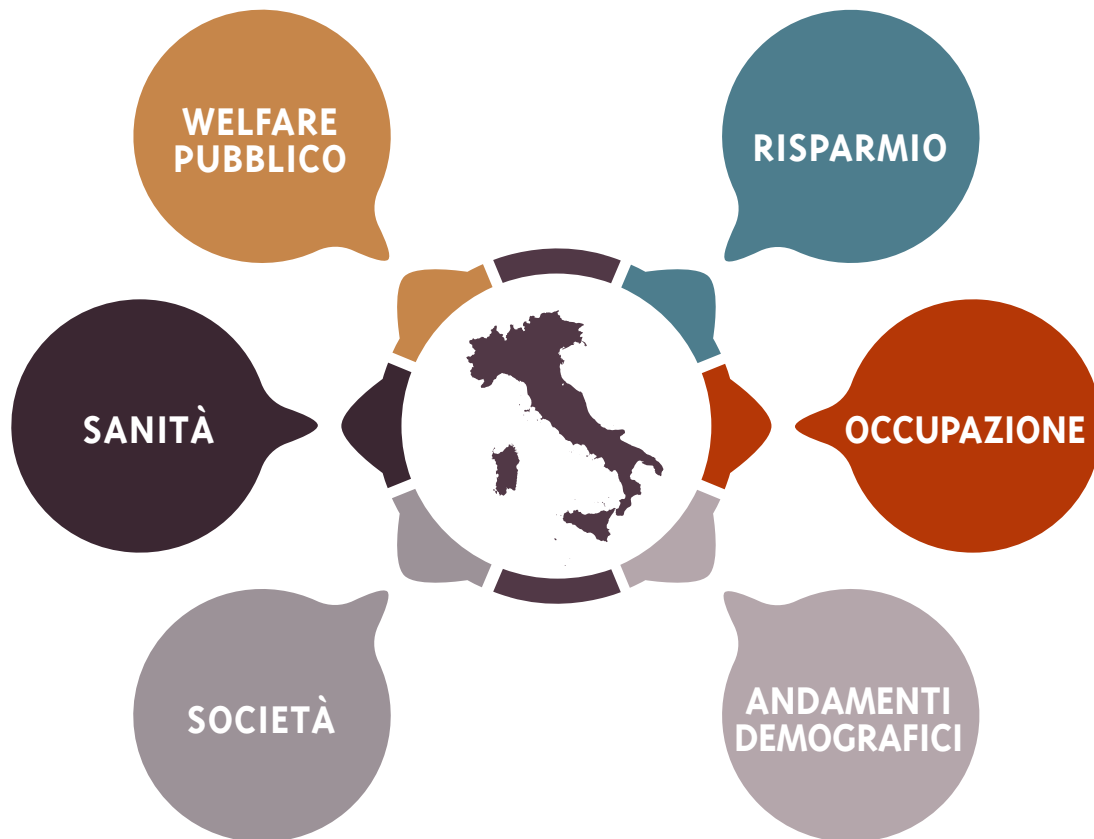 WELFARE
PUBBLICO
RISPARMIO
SANITÀ
OCCUPAZIONE
SOCIETÀ
ANDAMENTI
DEMOGRAFICI